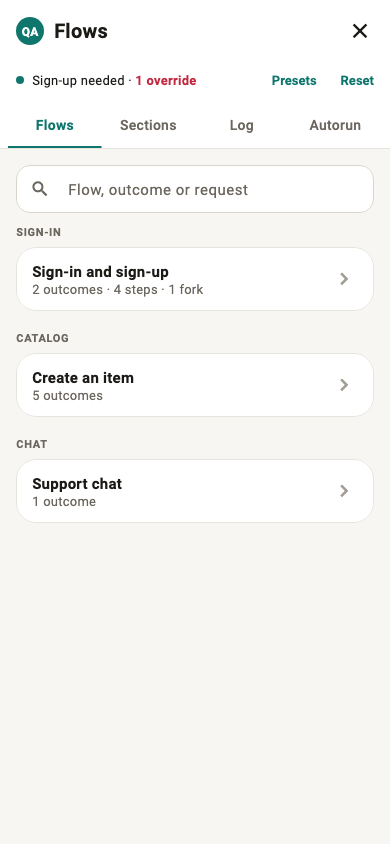 QA Flows
Sign-up needed · 1 override Presets Reset
Flows Sections Log Autorun
Flow, outcome or request
SIGN-IN
Sign-in and sign-up
2 outcomes · 4 steps · 1 fork
CATALOG
Create an item
5 outcomes
CHAT
Support chat
1 outcome